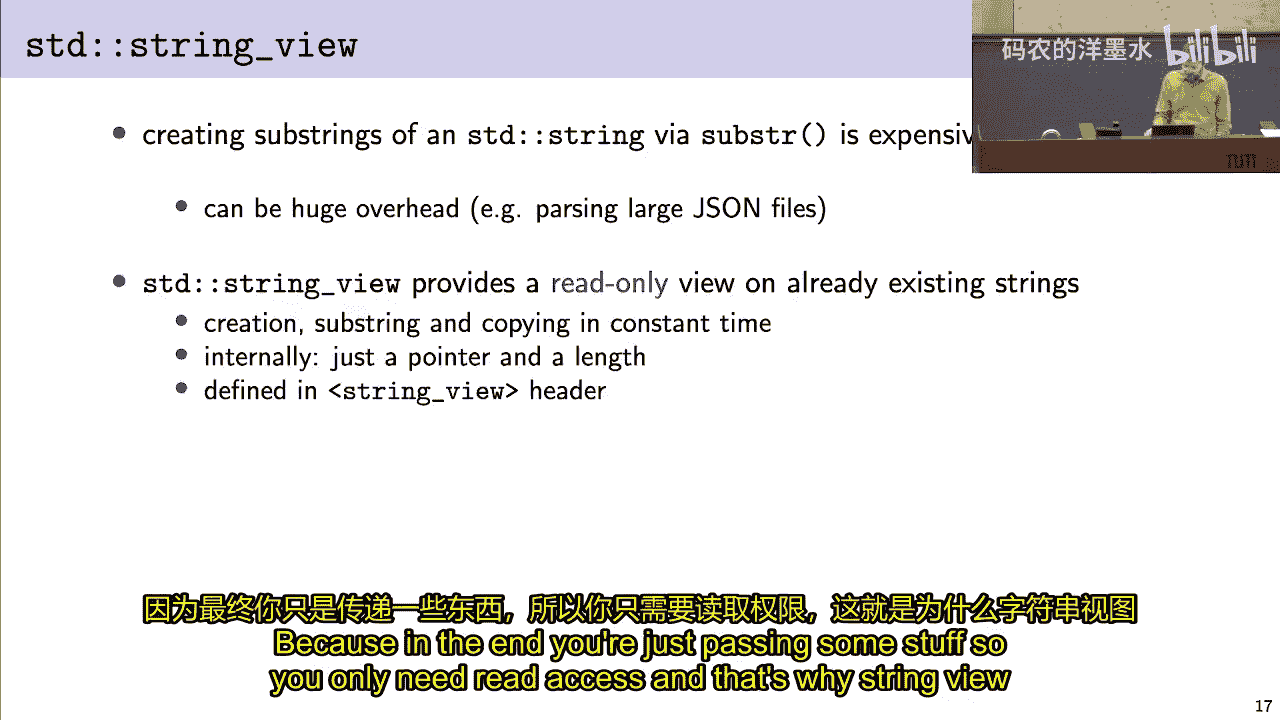 std::string_view
码农的洋墨水 bilibili
creating substrings of an std::string via substr() is expensiv
TUM
can be huge overhead (e.g. parsing large JSON files)
std::string_view provides a read-only view on already existing strings
creation, substring and copying in constant time
internally: just a pointer and a length
defined in <string_view> header
因为最终你只是传递一些东西，所以你只需要读取权限，这就是为什么字符串视图
Because in the end you're just passing some stuff so
you only need read access and that's why string view
17